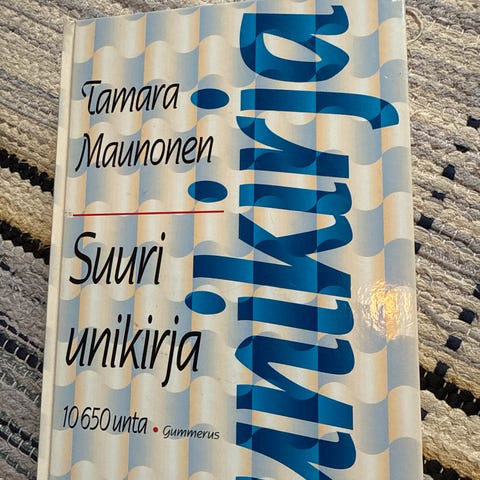 Tamara
Maunonen
Suuri
unikirja
10 650 unta • Gummerus
unikirja